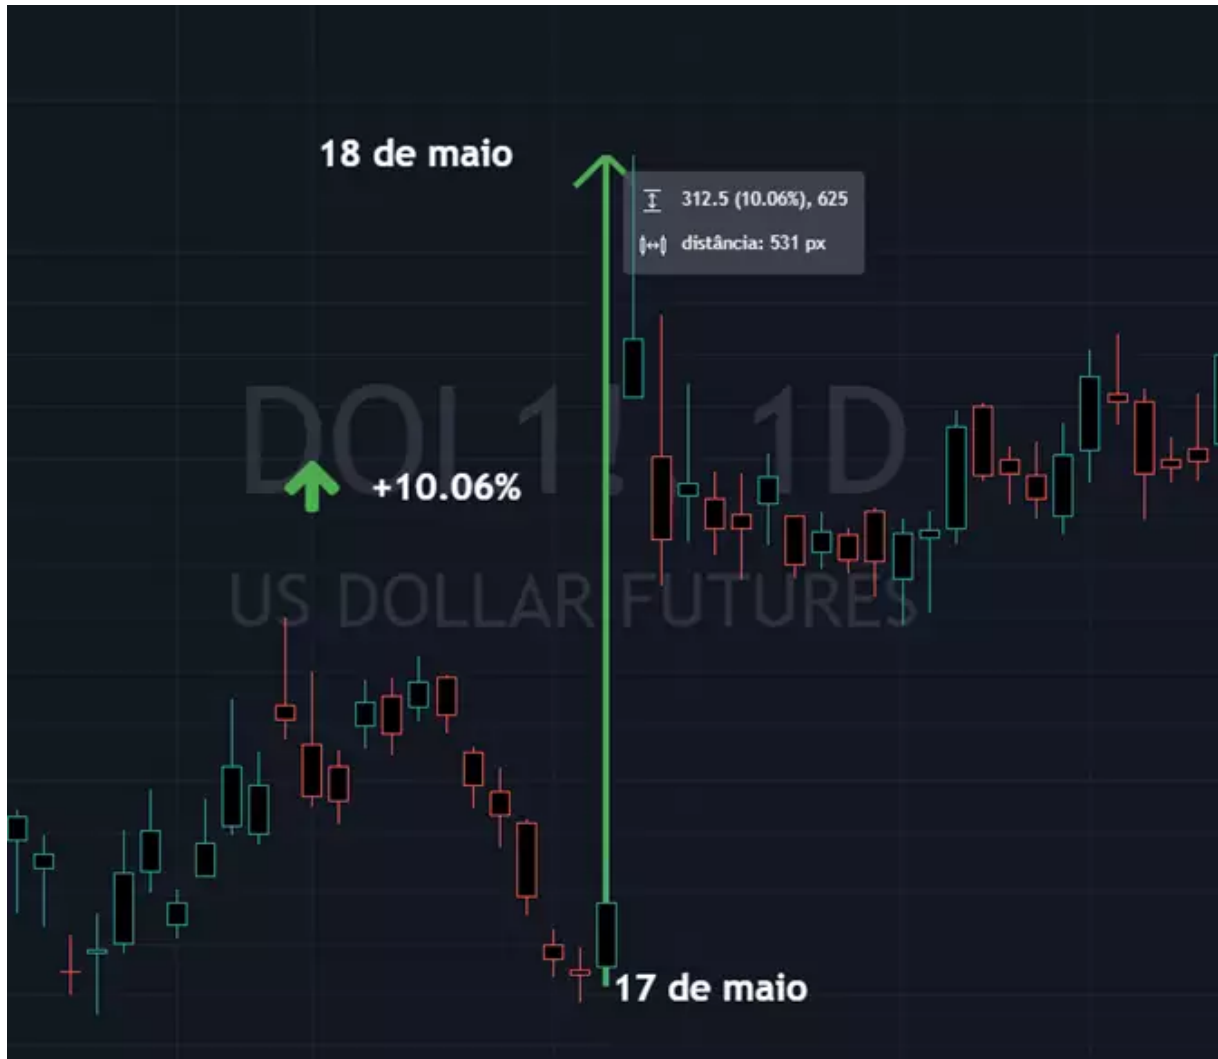 18 de maio
312.5 (10.06%), 625
distância: 531 px
DOL1! 1D
+10.06%
US DOLLAR FUTURES
17 de maio